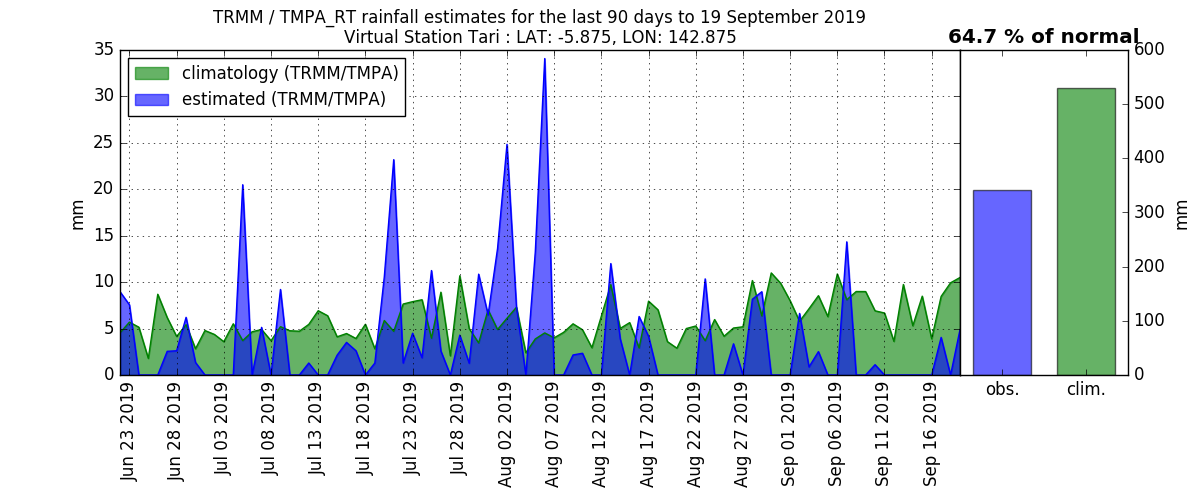 TRMM / TMPA_RT rainfall estimates for the last 90 days to 19 September 2019
Virtual Station Tari : LAT: -5.875, LON: 142.875
64.7 % of normal
climatology (TRMM/TMPA)
estimated (TRMM/TMPA)
35
30
25
20
15
10
5
0
mm
Jun 23 2019
Jun 28 2019
Jul 03 2019
Jul 08 2019
Jul 13 2019
Jul 18 2019
Jul 23 2019
Jul 28 2019
Aug 02 2019
Aug 07 2019
Aug 12 2019
Aug 17 2019
Aug 22 2019
Aug 27 2019
Sep 01 2019
Sep 06 2019
Sep 11 2019
Sep 16 2019
600
500
400
300
200
100
0
mm
obs.
clim.